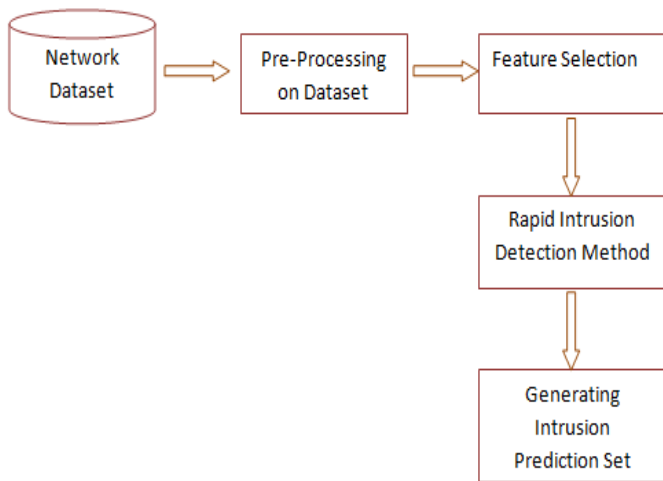 Network
Dataset
Pre-Processing
on Dataset
Feature Selection
Rapid Intrusion
Detection Method
Generating
Intrusion
Prediction Set